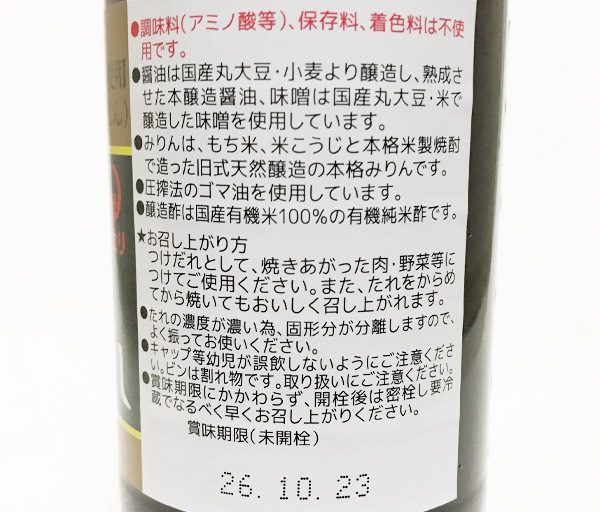 ●調味料(アミノ酸等)、保存料、着色料は不使
用です。
●醤油は国産丸大豆・小麦より醸造し、熟成さ
せた本醸造醤油、味噌は国産丸大豆・米で
醸造した味噌を使用しています。
●みりんは、もち米、米こうじと本格米製焼酎
で造った旧式天然醸造の本格みりんです。
●圧搾法のゴマ油を使用しています。
●醸造酢は国産有機米100%の有機純米酢です。
★お召し上がり方
つけだれとして、焼きあがった肉・野菜等に
つけてご使用ください。また、たれをからめ
てから焼いてもおいしく召し上がれます。
●たれの濃度が濃い為、固形分が分離しますので、
よく振ってお使いください。
●キャップ等幼児が誤飲しないようにご注意くださ
い。ビンは割れ物です。取り扱いにご注意ください。
●賞味期限にかかわらず、開栓後は密栓し要冷
蔵でなるべく早くお召し上がりください。
賞味期限(未開栓)
26.10.23